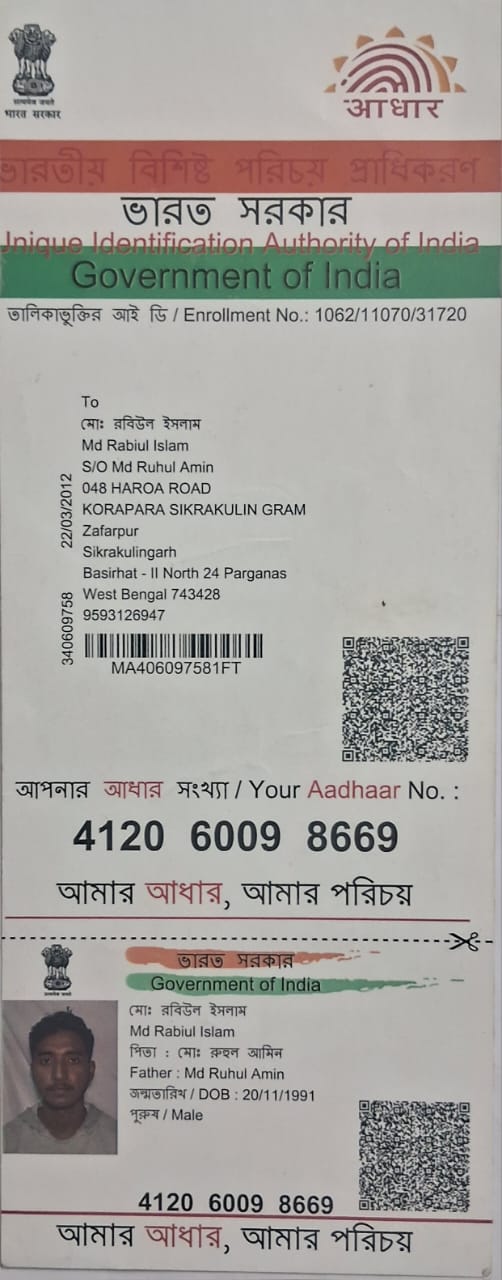 सत्यमेव जयते
भारत सरकार
आधार
ভারতীয় বিশিষ্ট পরিচয় প্রাধিকরণ
ভারত সরকার
Unique Identification Authority of India
Government of India
তালিকাভুক্তির আই ডি / Enrollment No.: 1062/11070/31720
To
মোঃ রবিউল ইসলাম
Md Rabiul Islam
S/O Md Ruhul Amin
048 HAROA ROAD
KORAPARA SIKRAKULIN GRAM
Zafarpur
Sikrakulingarh
Basirhat - II North 24 Parganas
West Bengal 743428
9593126947
22/03/2012
340609758
MA406097581FT
আপনার আধার সংখ্যা / Your Aadhaar No. :
4120 6009 8669
আমার আধার, আমার পরিচয়
ভারত সরকার
Government of India
মোঃ রবিউল ইসলাম
Md Rabiul Islam
পিতা : মোঃ রুহুল আমিন
Father : Md Ruhul Amin
জন্মতারিখ / DOB : 20/11/1991
পুরুষ / Male
4120 6009 8669
আমার আধার, আমার পরিচয়